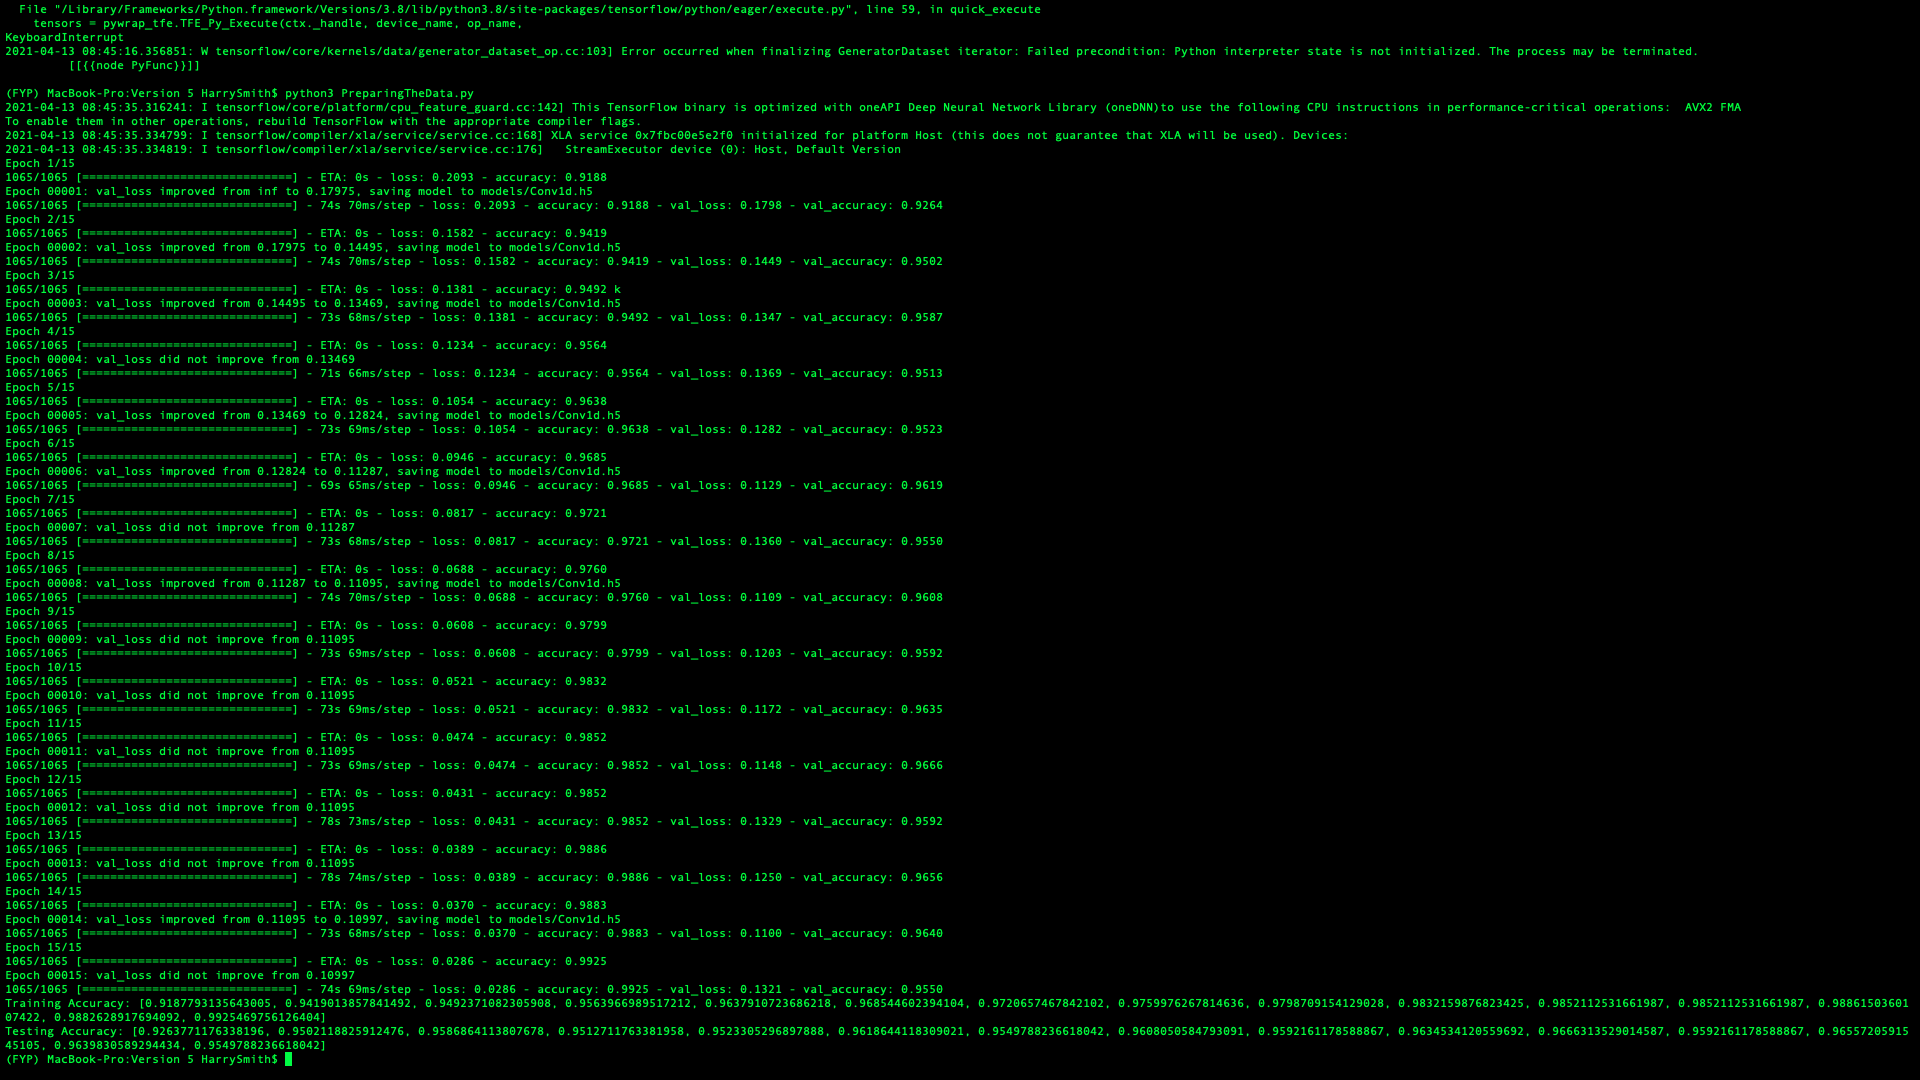 File "/Library/Frameworks/Python.framework/Versions/3.8/lib/python3.8/site-packages/tensorflow/python/eager/execute.py", line 59, in quick_execute
tensors = pywrap_tfe.TFE_Py_Execute(ctx._handle, device_name, op_name,
KeyboardInterrupt
2021-04-13 08:45:16.356851: W tensorflow/core/kernels/data/generator_dataset_op.cc:103] Error occurred when finalizing GeneratorDataset iterator: Failed precondition: Python interpreter state is not initialized. The process may be terminated.
[[{{node PyFunc}}]]
(FYP) MacBook-Pro:Version 5 HarrySmith$ python3 PreparingTheData.py
2021-04-13 08:45:35.316241: I tensorflow/core/platform/cpu_feature_guard.cc:142] This TensorFlow binary is optimized with oneAPI Deep Neural Network Library (oneDNN)to use the following CPU instructions in performance-critical operations:  AVX2 FMA
To enable them in other operations, rebuild TensorFlow with the appropriate compiler flags.
2021-04-13 08:45:35.334799: I tensorflow/compiler/xla/service/service.cc:168] XLA service 0x7fbc00e5e2f0 initialized for platform Host (this does not guarantee that XLA will be used). Devices:
2021-04-13 08:45:35.334819: I tensorflow/compiler/xla/service/service.cc:176]   StreamExecutor device (0): Host, Default Version
Epoch 1/15
1065/1065 [==============================] - ETA: 0s - loss: 0.2093 - accuracy: 0.9188
Epoch 00001: val_loss improved from inf to 0.17975, saving model to models/Conv1d.h5
1065/1065 [==============================] - 74s 70ms/step - loss: 0.2093 - accuracy: 0.9188 - val_loss: 0.1798 - val_accuracy: 0.9264
Epoch 2/15
1065/1065 [==============================] - ETA: 0s - loss: 0.1582 - accuracy: 0.9419
Epoch 00002: val_loss improved from 0.17975 to 0.14495, saving model to models/Conv1d.h5
1065/1065 [==============================] - 74s 70ms/step - loss: 0.1582 - accuracy: 0.9419 - val_loss: 0.1449 - val_accuracy: 0.9502
Epoch 3/15
1065/1065 [==============================] - ETA: 0s - loss: 0.1381 - accuracy: 0.9492 k
Epoch 00003: val_loss improved from 0.14495 to 0.13469, saving model to models/Conv1d.h5
1065/1065 [==============================] - 73s 68ms/step - loss: 0.1381 - accuracy: 0.9492 - val_loss: 0.1347 - val_accuracy: 0.9587
Epoch 4/15
1065/1065 [==============================] - ETA: 0s - loss: 0.1234 - accuracy: 0.9564
Epoch 00004: val_loss did not improve from 0.13469
1065/1065 [==============================] - 71s 66ms/step - loss: 0.1234 - accuracy: 0.9564 - val_loss: 0.1369 - val_accuracy: 0.9513
Epoch 5/15
1065/1065 [==============================] - ETA: 0s - loss: 0.1054 - accuracy: 0.9638
Epoch 00005: val_loss improved from 0.13469 to 0.12824, saving model to models/Conv1d.h5
1065/1065 [==============================] - 73s 69ms/step - loss: 0.1054 - accuracy: 0.9638 - val_loss: 0.1282 - val_accuracy: 0.9523
Epoch 6/15
1065/1065 [==============================] - ETA: 0s - loss: 0.0946 - accuracy: 0.9685
Epoch 00006: val_loss improved from 0.12824 to 0.11287, saving model to models/Conv1d.h5
1065/1065 [==============================] - 69s 65ms/step - loss: 0.0946 - accuracy: 0.9685 - val_loss: 0.1129 - val_accuracy: 0.9619
Epoch 7/15
1065/1065 [==============================] - ETA: 0s - loss: 0.0817 - accuracy: 0.9721
Epoch 00007: val_loss did not improve from 0.11287
1065/1065 [==============================] - 73s 68ms/step - loss: 0.0817 - accuracy: 0.9721 - val_loss: 0.1360 - val_accuracy: 0.9550
Epoch 8/15
1065/1065 [==============================] - ETA: 0s - loss: 0.0688 - accuracy: 0.9760
Epoch 00008: val_loss improved from 0.11287 to 0.11095, saving model to models/Conv1d.h5
1065/1065 [==============================] - 74s 70ms/step - loss: 0.0688 - accuracy: 0.9760 - val_loss: 0.1109 - val_accuracy: 0.9608
Epoch 9/15
1065/1065 [==============================] - ETA: 0s - loss: 0.0608 - accuracy: 0.9799
Epoch 00009: val_loss did not improve from 0.11095
1065/1065 [==============================] - 73s 69ms/step - loss: 0.0608 - accuracy: 0.9799 - val_loss: 0.1203 - val_accuracy: 0.9592
Epoch 10/15
1065/1065 [==============================] - ETA: 0s - loss: 0.0521 - accuracy: 0.9832
Epoch 00010: val_loss did not improve from 0.11095
1065/1065 [==============================] - 73s 69ms/step - loss: 0.0521 - accuracy: 0.9832 - val_loss: 0.1172 - val_accuracy: 0.9635
Epoch 11/15
1065/1065 [==============================] - ETA: 0s - loss: 0.0474 - accuracy: 0.9852
Epoch 00011: val_loss did not improve from 0.11095
1065/1065 [==============================] - 73s 69ms/step - loss: 0.0474 - accuracy: 0.9852 - val_loss: 0.1148 - val_accuracy: 0.9666
Epoch 12/15
1065/1065 [==============================] - ETA: 0s - loss: 0.0431 - accuracy: 0.9852
Epoch 00012: val_loss did not improve from 0.11095
1065/1065 [==============================] - 78s 73ms/step - loss: 0.0431 - accuracy: 0.9852 - val_loss: 0.1329 - val_accuracy: 0.9592
Epoch 13/15
1065/1065 [==============================] - ETA: 0s - loss: 0.0389 - accuracy: 0.9886
Epoch 00013: val_loss did not improve from 0.11095
1065/1065 [==============================] - 78s 74ms/step - loss: 0.0389 - accuracy: 0.9886 - val_loss: 0.1250 - val_accuracy: 0.9656
Epoch 14/15
1065/1065 [==============================] - ETA: 0s - loss: 0.0370 - accuracy: 0.9883
Epoch 00014: val_loss improved from 0.11095 to 0.10997, saving model to models/Conv1d.h5
1065/1065 [==============================] - 73s 68ms/step - loss: 0.0370 - accuracy: 0.9883 - val_loss: 0.1100 - val_accuracy: 0.9640
Epoch 15/15
1065/1065 [==============================] - ETA: 0s - loss: 0.0286 - accuracy: 0.9925
Epoch 00015: val_loss did not improve from 0.10997
1065/1065 [==============================] - 74s 69ms/step - loss: 0.0286 - accuracy: 0.9925 - val_loss: 0.1321 - val_accuracy: 0.9550
Training Accuracy: [0.9187793135643005, 0.9419013857841492, 0.9492371082305908, 0.9563966989517212, 0.9637910723686218, 0.968544602394104, 0.9720657467842102, 0.9759976267814636, 0.9798709154129028, 0.9832159876823425, 0.9852112531661987, 0.9852112531661987, 0.98861503601
07422, 0.9882628917694092, 0.9925469756126404]
Testing Accuracy: [0.9263771176338196, 0.9502118825912476, 0.9586864113807678, 0.9512711763381958, 0.9523305296897888, 0.9618644118309021, 0.9549788236618042, 0.9608050584793091, 0.9592161178588867, 0.9634534120559692, 0.9666313529014587, 0.9592161178588867, 0.96557205915
45105, 0.9639830589294434, 0.9549788236618042]
(FYP) MacBook-Pro:Version 5 HarrySmith$